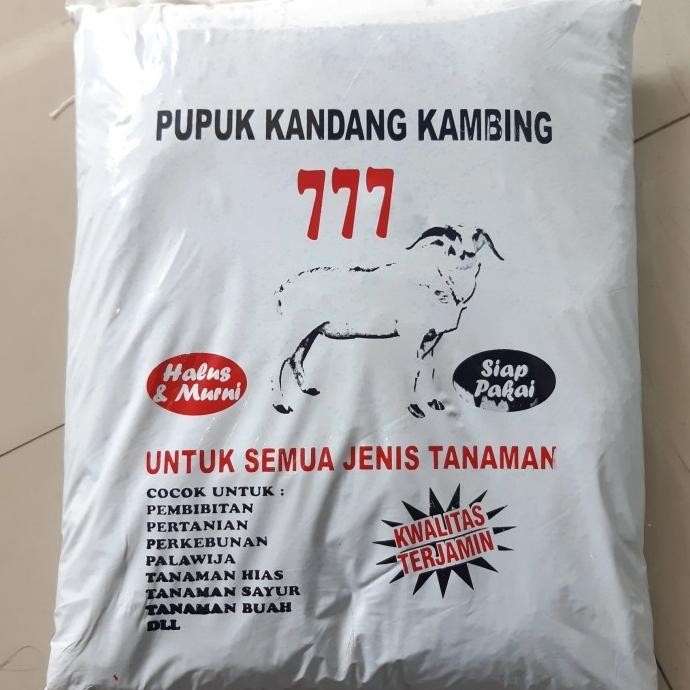 PUPUK KANDANG KAMBING
777
Halus
& Murni
Siap
Pakai
UNTUK SEMUA JENIS TANAMAN
COCOK UNTUK :
PEMBIBITAN
PERTANIAN
PERKEBUNAN
PALAWIJA
TANAMAN HIAS
TANAMAN SAYUR
TANAMAN BUAH
DLL
KWALITAS
TERJAMIN